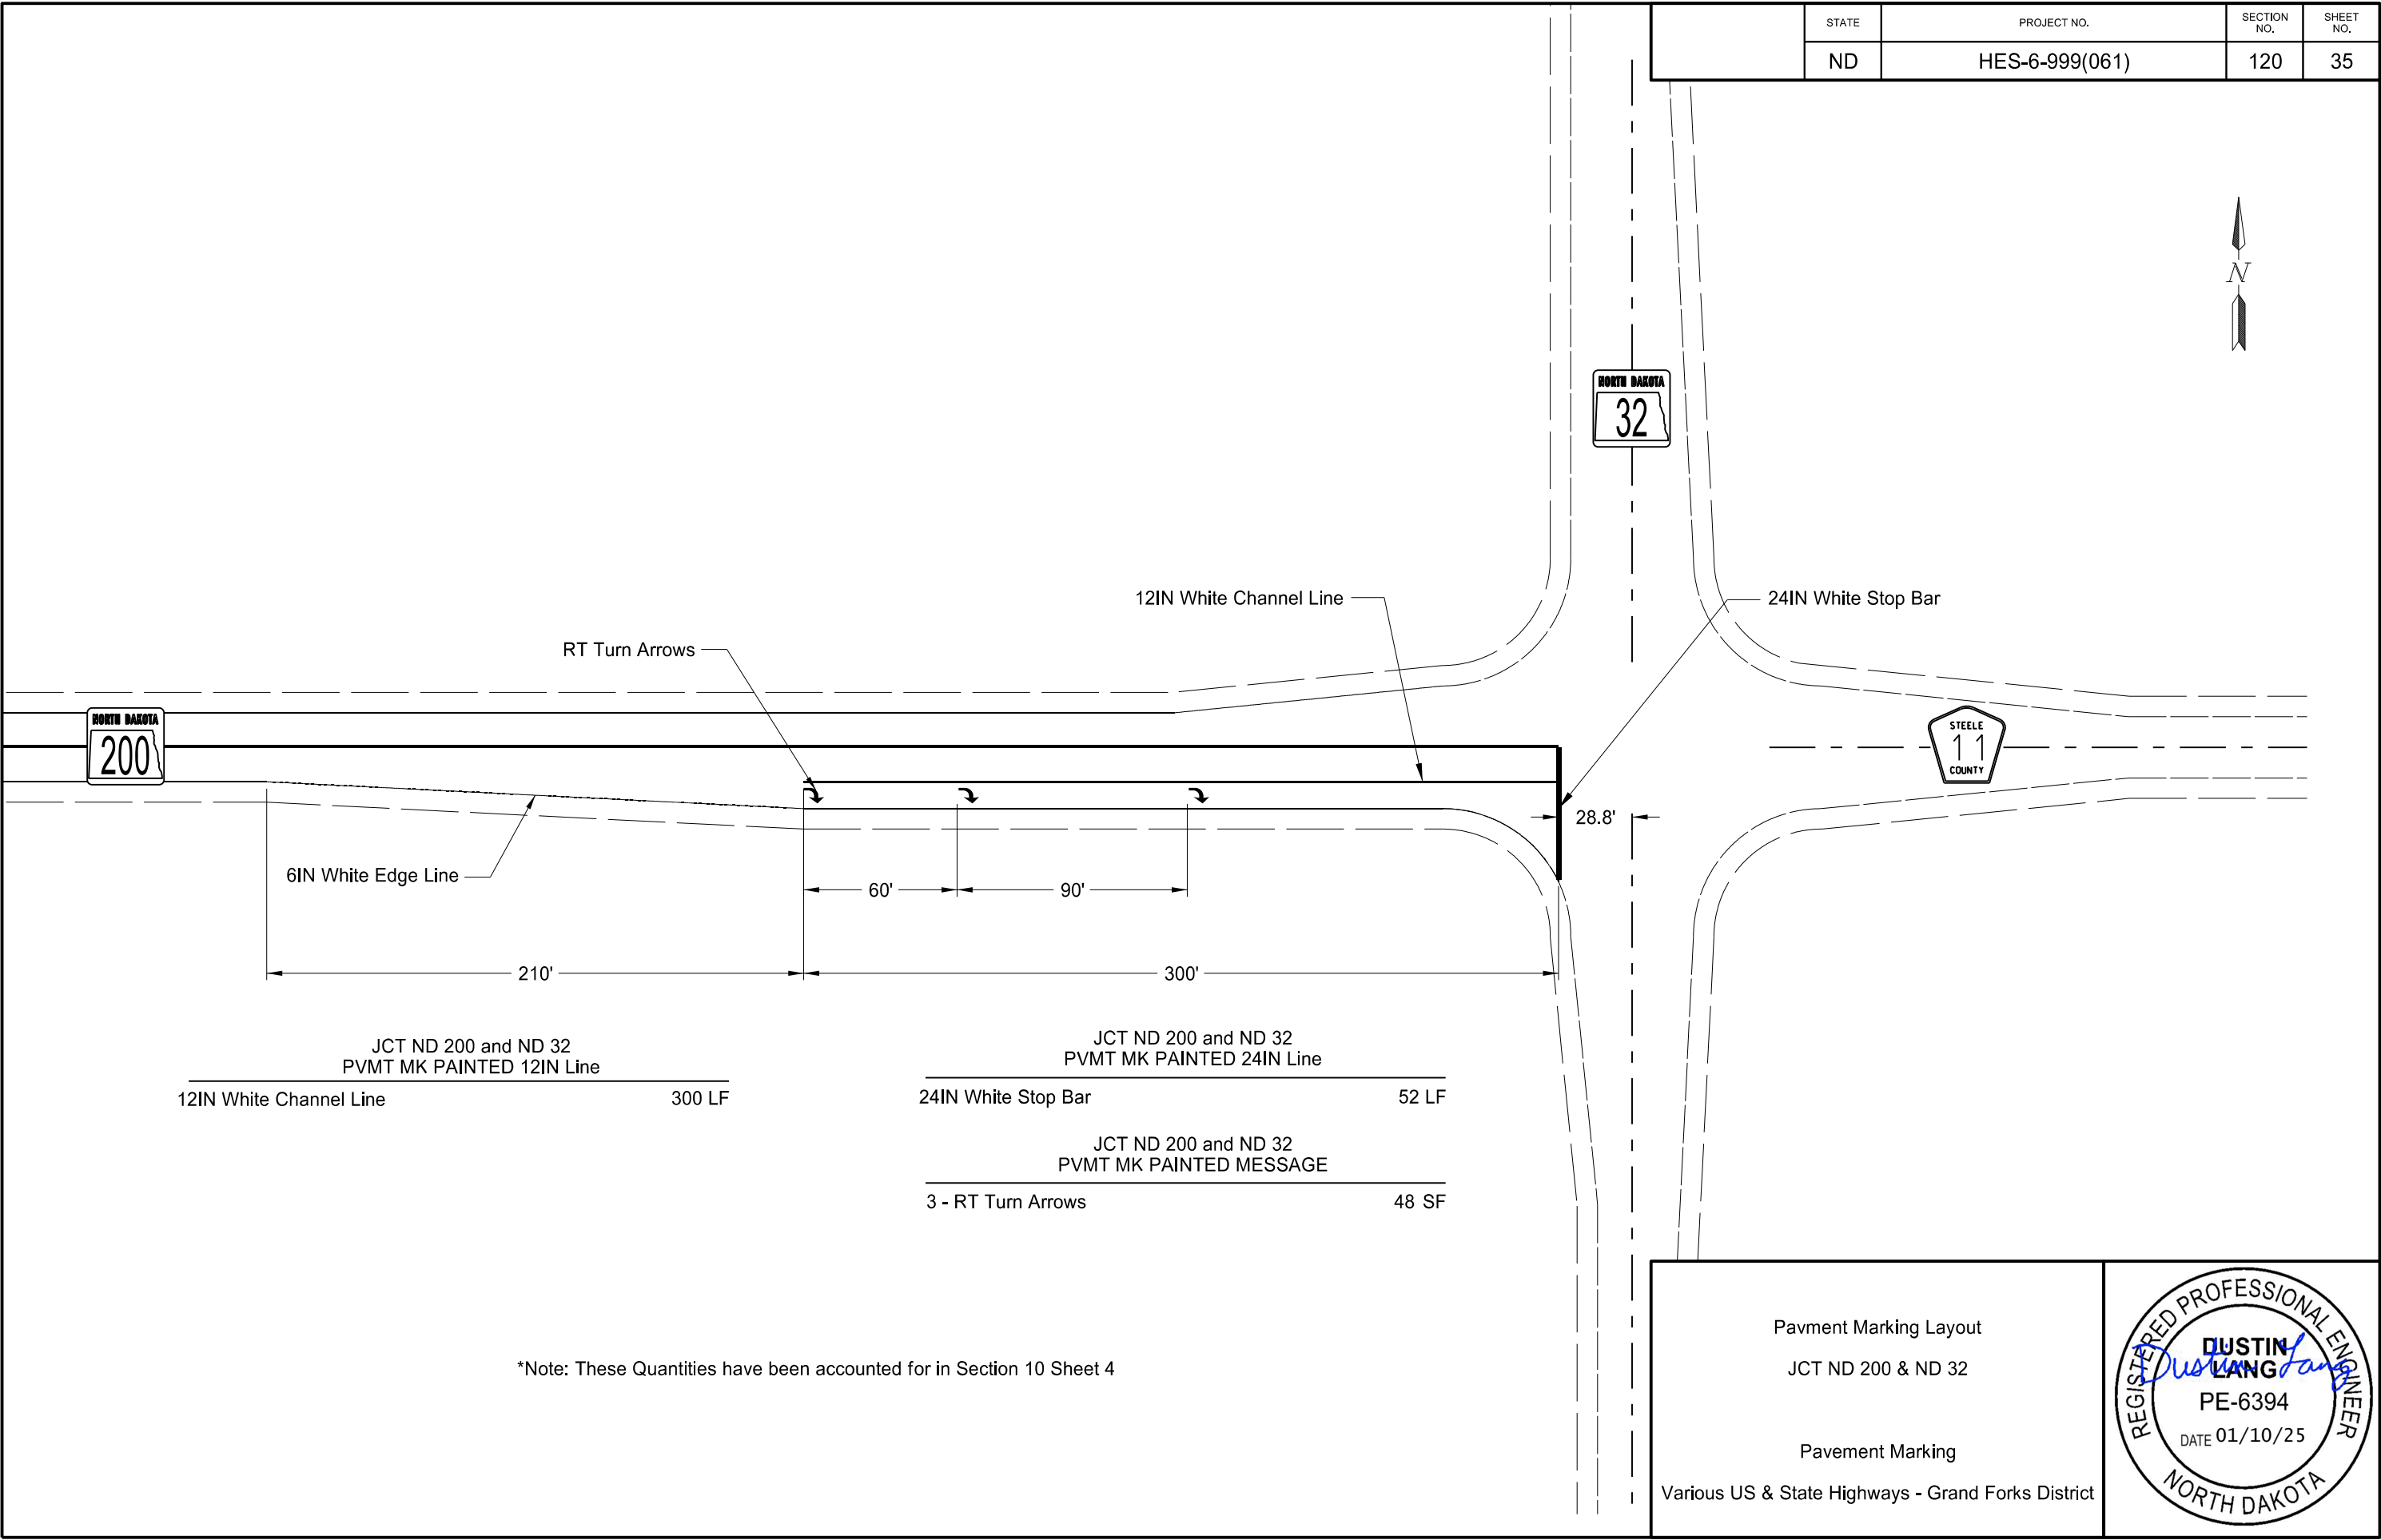 STATE
PROJECT NO.
SECTION NO.
SHEET NO.
ND
HES-6-999(061)
120
35
N
NORTH DAKOTA
32
12IN White Channel Line
24IN White Stop Bar
RT Turn Arrows
NORTH DAKOTA
200
STEELE
11
COUNTY
28.8'
6IN White Edge Line
60'
90'
210'
300'
JCT ND 200 and ND 32
PVMT MK PAINTED 12IN Line
12IN White Channel Line 300 LF
JCT ND 200 and ND 32
PVMT MK PAINTED 24IN Line
24IN White Stop Bar 52 LF
JCT ND 200 and ND 32
PVMT MK PAINTED MESSAGE
3 - RT Turn Arrows 48 SF
*Note: These Quantities have been accounted for in Section 10 Sheet 4
Pavment Marking Layout
JCT ND 200 & ND 32
Pavement Marking
Various US & State Highways - Grand Forks District
REGISTERED PROFESSIONAL ENGINEER
DUSTIN
LANG
Dustin Lang
PE-6394
DATE 01/10/25
NORTH DAKOTA